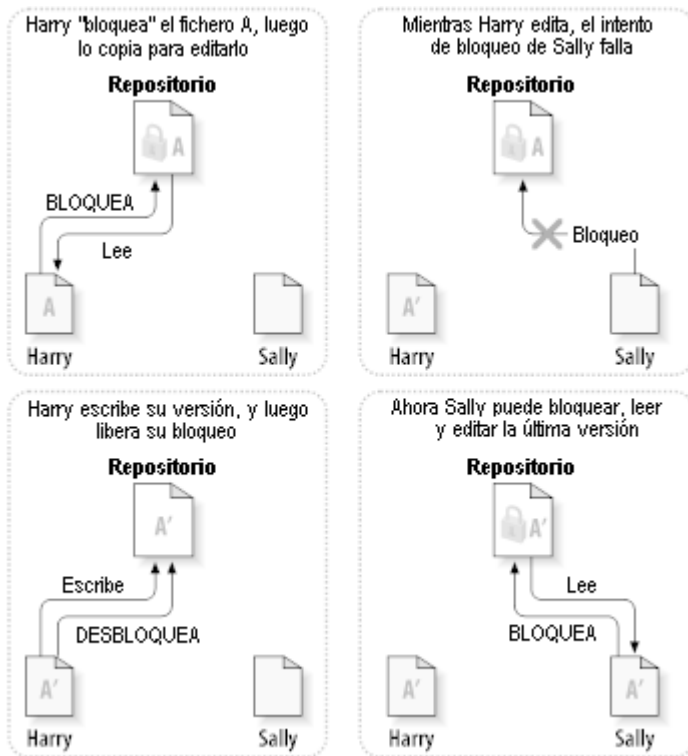 Harry "bloquea" el fichero A, luego
lo copia para editarlo
Repositorio
A
BLOQUEA
Lee
A
Harry
Sally
Mientras Harry edita, el intento
de bloqueo de Sally falla
Repositorio
A
Bloqueo
A'
Harry
Sally
Harry escribe su versión, y luego
libera su bloqueo
Repositorio
A'
Escribe
DESBLOQUEA
A'
Harry
Sally
Ahora Sally puede bloquear, leer
y editar la última versión
Repositorio
A'
Lee
BLOQUEA
A'
Harry
A'
Sally